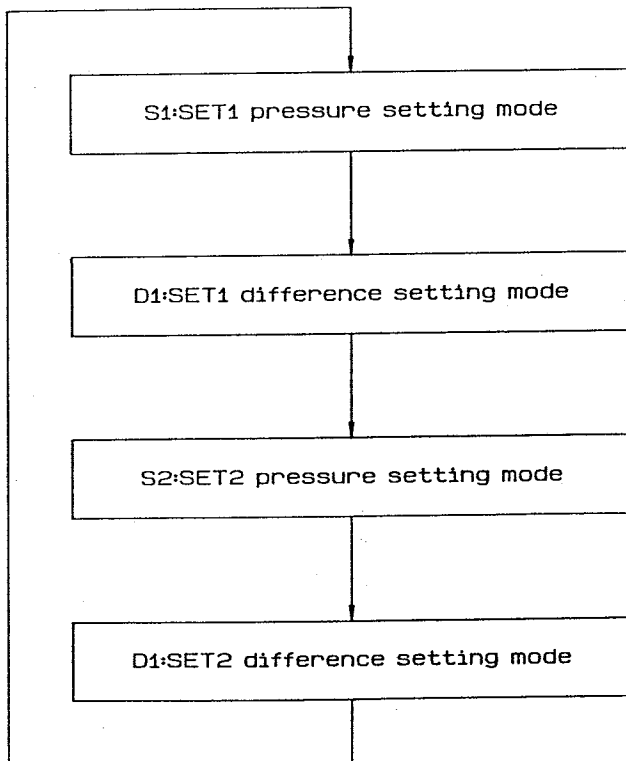 S1:SET1 pressure setting mode
D1:SET1 difference setting mode
S2:SET2 pressure setting mode
D1:SET2 difference setting mode